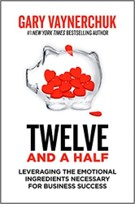 GARY VAYNERCHUK
#1 NEW YORK TIMES BESTSELLING AUTHOR
TWELVE
AND A HALF
LEVERAGING THE EMOTIONAL
INGREDIENTS NECESSARY
FOR BUSINESS SUCCESS